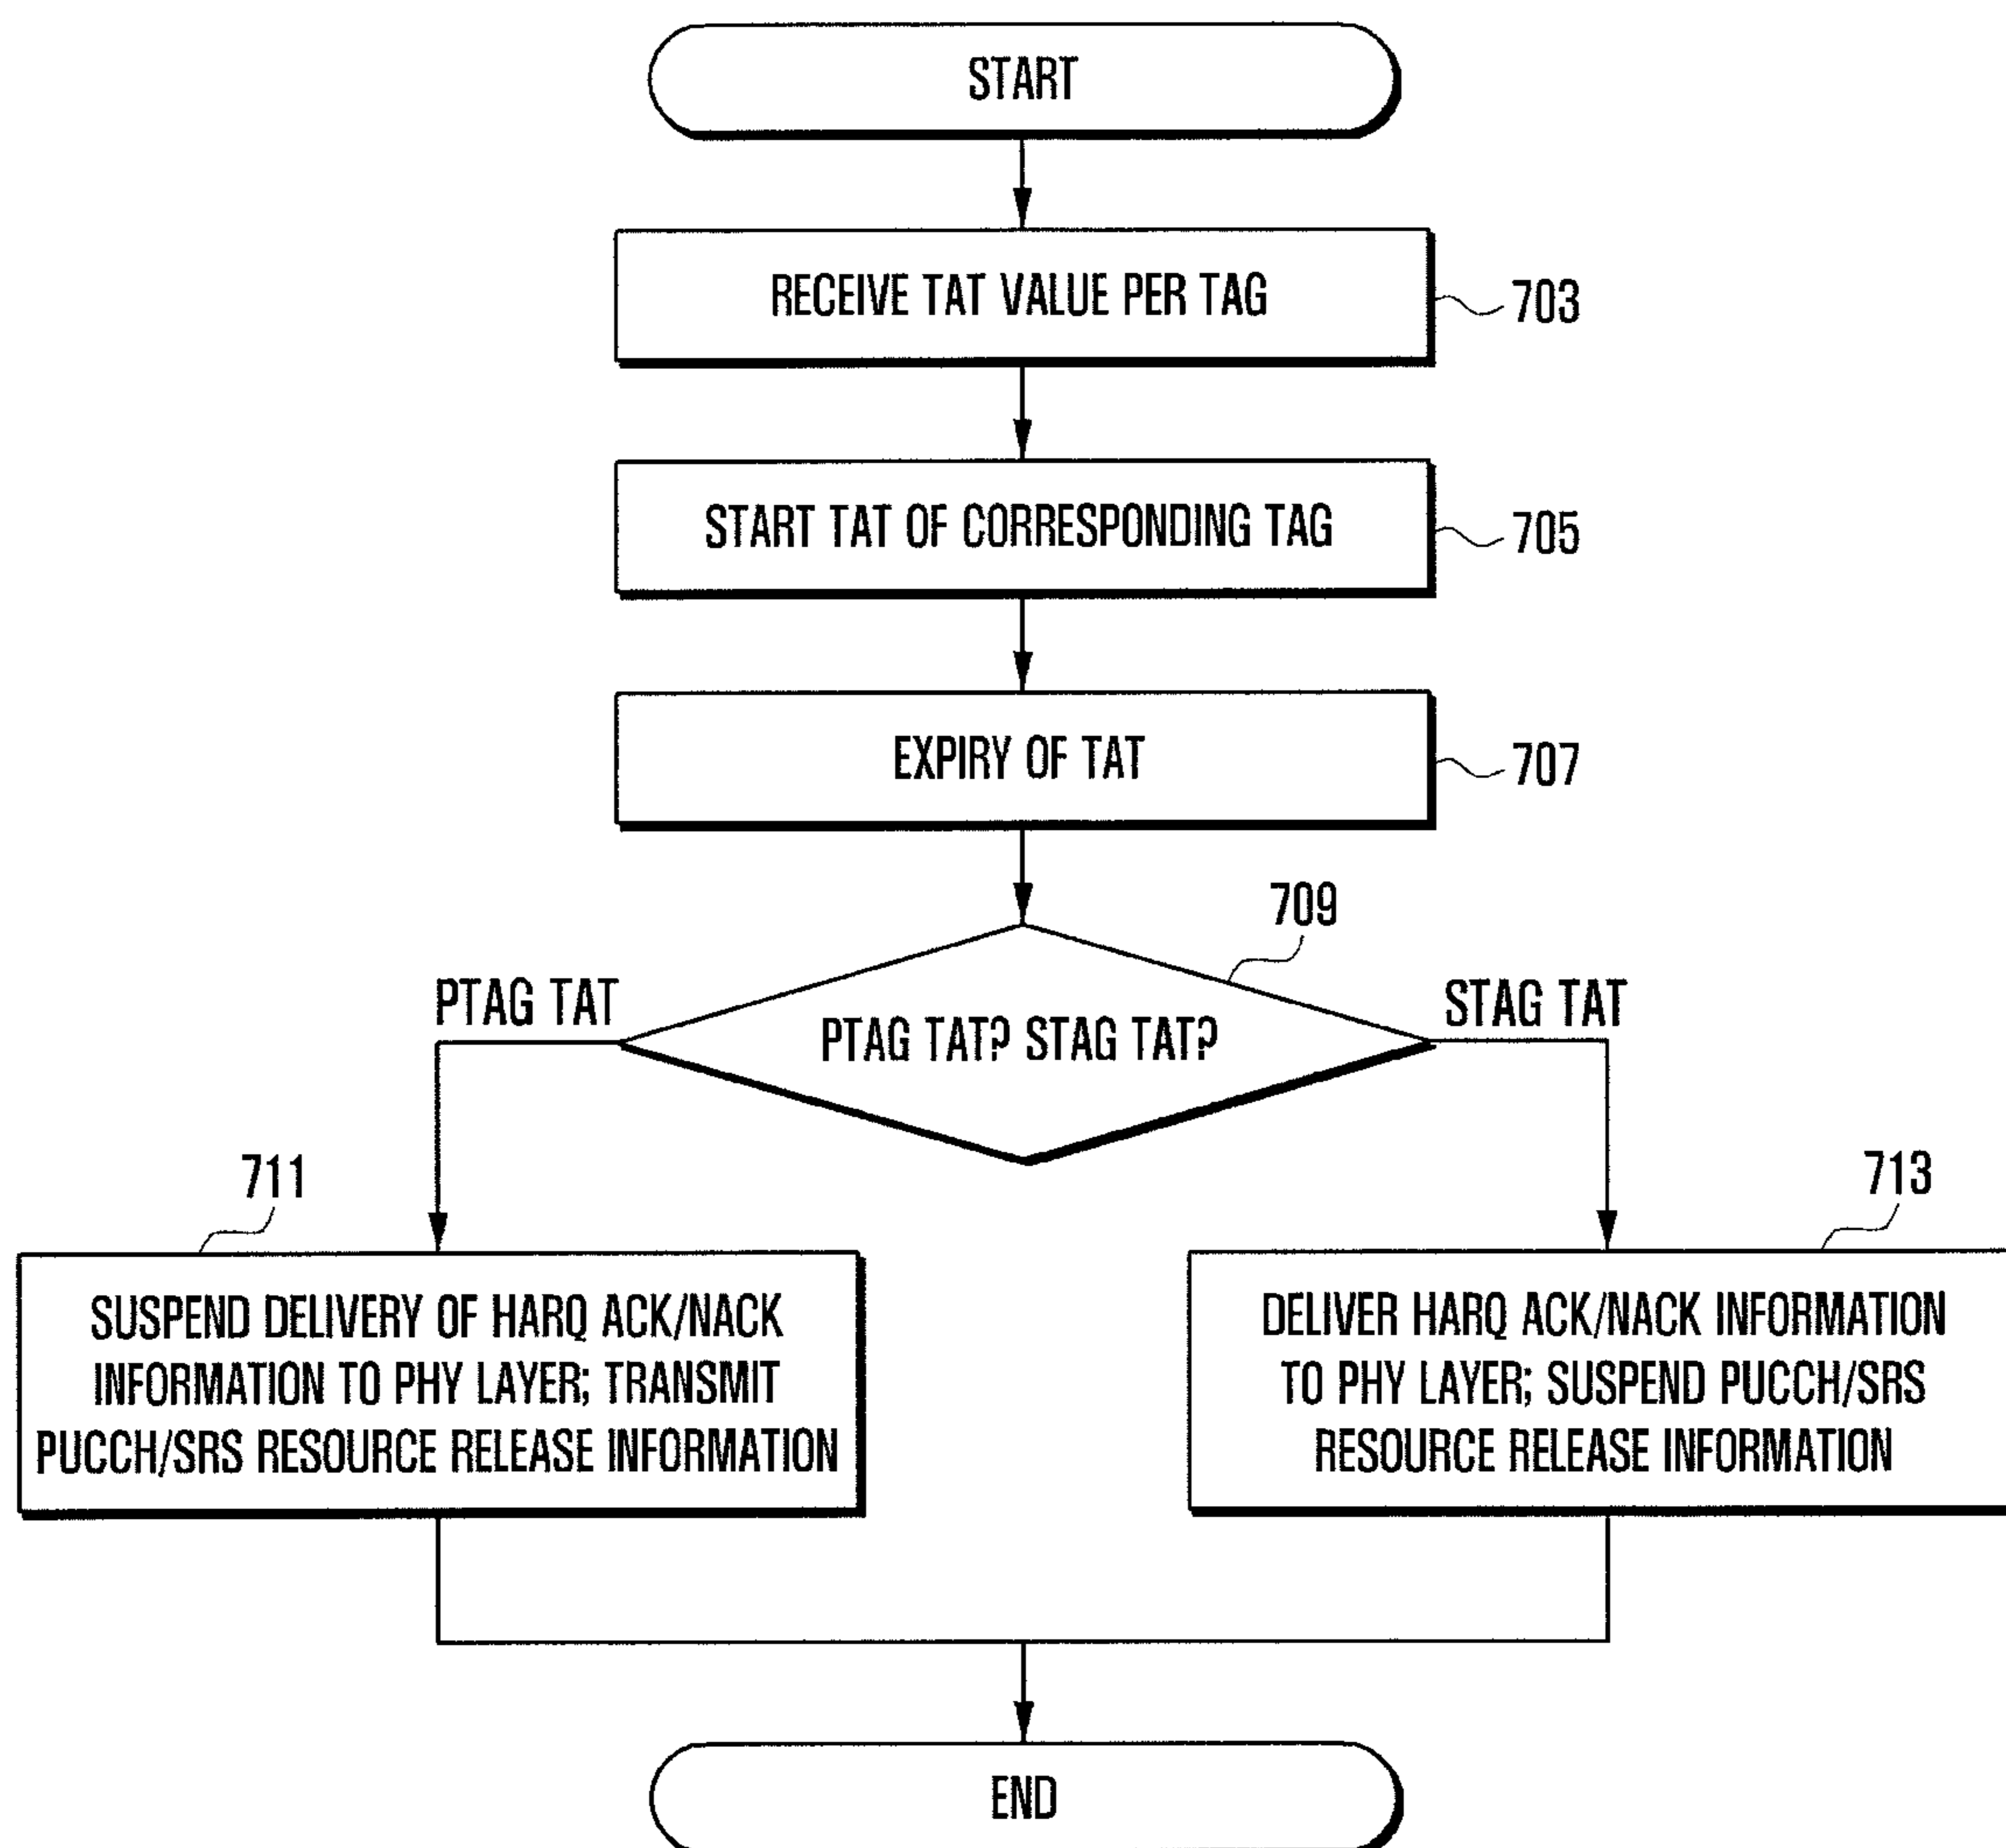 START
RECEIVE TAT VALUE PER TAG
703
START TAT OF CORRESPONDING TAG
705
EXPIRY OF TAT
707
709
PTAG TAT
PTAG TAT? STAG TAT?
STAG TAT
711
SUSPEND DELIVERY OF HARQ ACK/NACK
INFORMATION TO PHY LAYER; TRANSMIT
PUCCH/SRS RESOURCE RELEASE INFORMATION
713
DELIVER HARQ ACK/NACK INFORMATION
TO PHY LAYER; SUSPEND PUCCH/SRS
RESOURCE RELEASE INFORMATION
END